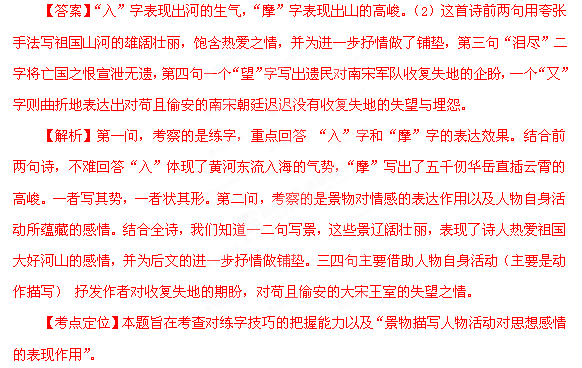 【答案】“入”字表现出河的生气，“摩”字表现出山的高峻。（2）这首诗前两句用夸张
手法写祖国山河的雄阔壮丽，饱含热爱之情，并为进一步抒情做了铺垫，第三句“泪尽”二
字将亡国之恨宣泄无遗，第四句一个“望”字写出遗民对南宋军队收复失地的企盼，一个“又”
字则曲折地表达出对苟且偷安的南宋朝廷迟迟没有收复失地的失望与埋怨。
【解析】第一问，考察的是练字，重点回答 “入”字和“摩”字的表达效果。结合前
两句诗，不难回答“入”体现了黄河东流入海的气势，“摩”写出了五千仞华岳直插云霄的
高峻。一者写其势，一者状其形。第二问，考察的是景物对情感的表达作用以及人物自身活
动所蕴藏的感情。结合全诗，我们知道一二句写景，这些景辽阔壮丽，表现了诗人热爱祖国
大好河山的感情，并为后文的进一步抒情做铺垫。三四句主要借助人物自身活动（主要是动
作描写） 抒发作者对收复失地的期盼，对苟且偷安的大宋王室的失望之情。
【考点定位】本题旨在考查对练字技巧的把握能力以及“景物描写人物活动对思想感情
的表现作用”。